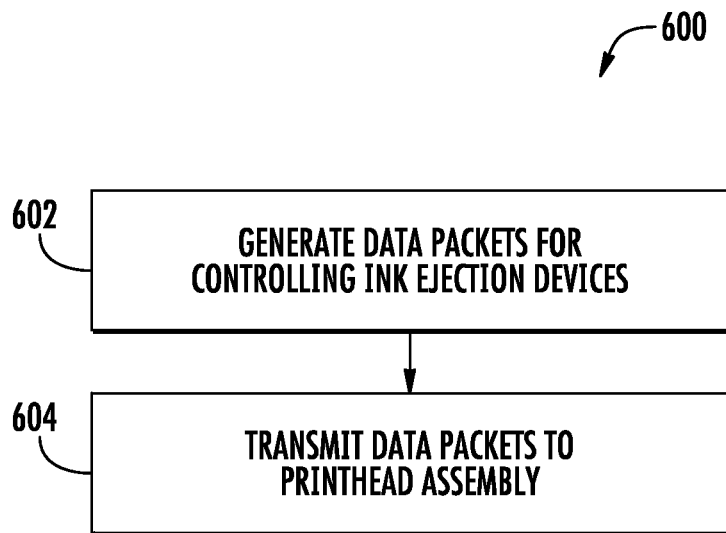 600
602
GENERATE DATA PACKETS FOR
CONTROLLING INK EJECTION DEVICES
604
TRANSMIT DATA PACKETS TO
PRINTHEAD ASSEMBLY